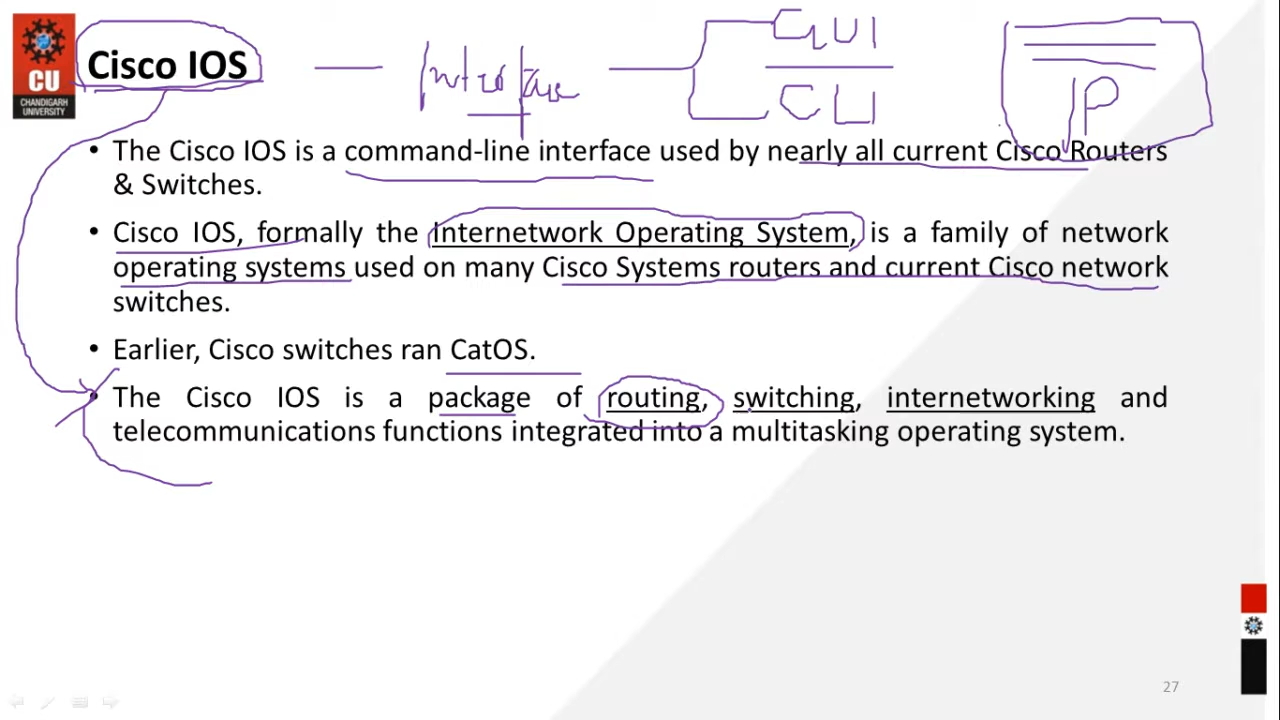 CU
CHANDIGARH
UNIVERSITY
Cisco IOS
Interface
GUI
CLI
IP
• The Cisco IOS is a command-line interface used by nearly all current Cisco Routers
& Switches.
• Cisco IOS, formally the Internetwork Operating System, is a family of network
operating systems used on many Cisco Systems routers and current Cisco network
switches.
• Earlier, Cisco switches ran CatOS.
• The Cisco IOS is a package of routing, switching, internetworking and
telecommunications functions integrated into a multitasking operating system.
27